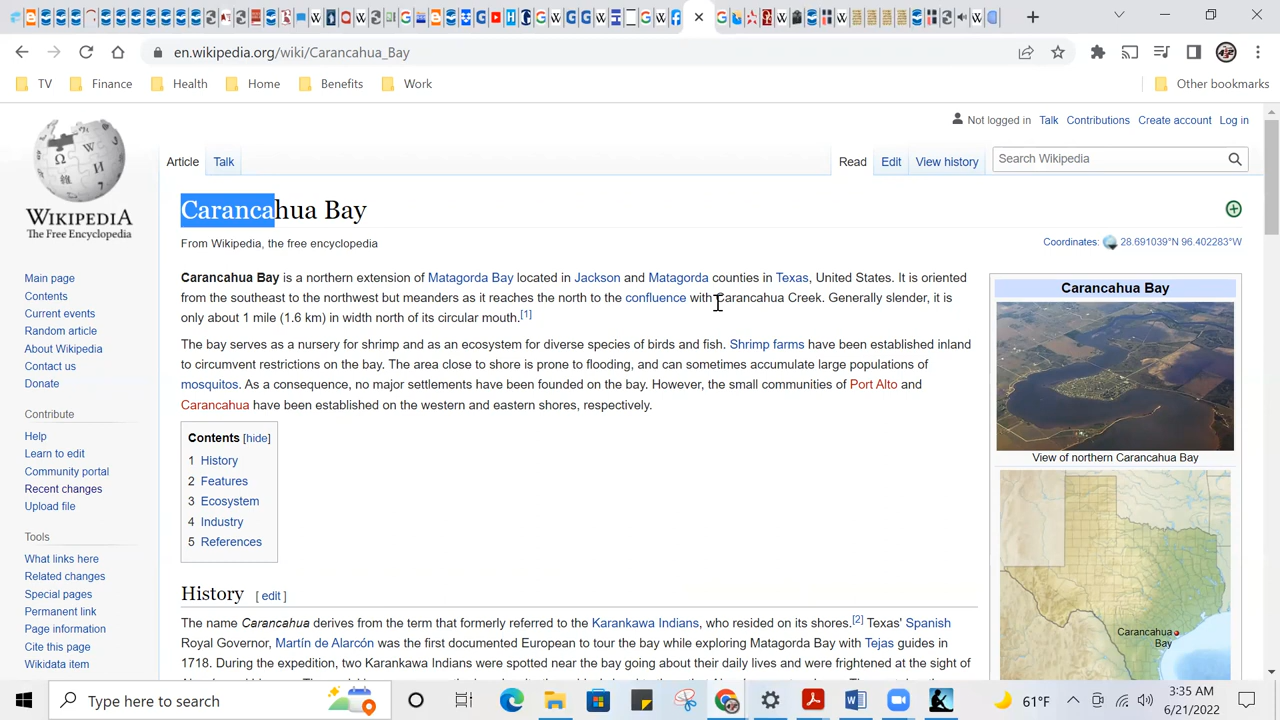 en.wikipedia.org/wiki/Carancahua_Bay
TV
Finance
Health
Home
Benefits
Work
Other bookmarks
Not logged in Talk Contributions Create account Log in
Article Talk
Read Edit View history
Search Wikipedia
WIKIPEDIA
The Free Encyclopedia
Main page
Contents
Current events
Random article
About Wikipedia
Contact us
Donate
Contribute
Help
Learn to edit
Community portal
Recent changes
Upload file
Tools
What links here
Related changes
Special pages
Permanent link
Page information
Cite this page
Wikidata item
Carancahua Bay
From Wikipedia, the free encyclopedia
Coordinates: 28.691039°N 96.402283°W
Carancahua Bay is a northern extension of Matagorda Bay located in Jackson and Matagorda counties in Texas, United States. It is oriented
from the southeast to the northwest but meanders as it reaches the north to the confluence with Carancahua Creek. Generally slender, it is
only about 1 mile (1.6 km) in width north of its circular mouth.[1]
The bay serves as a nursery for shrimp and as an ecosystem for diverse species of birds and fish. Shrimp farms have been established inland
to circumvent restrictions on the bay. The area close to shore is prone to flooding, and can sometimes accumulate large populations of
mosquitos. As a consequence, no major settlements have been founded on the bay. However, the small communities of Port Alto and
Carancahua have been established on the western and eastern shores, respectively.
Contents [hide]
1 History
2 Features
3 Ecosystem
4 Industry
5 References
History [ edit ]
The name Carancahua derives from the term that formerly referred to the Karankawa Indians, who resided on its shores.[2] Texas' Spanish
Royal Governor, Martín de Alarcón was the first documented European to tour the bay while exploring Matagorda Bay with Tejas guides in
1718. During the expedition, two Karankawa Indians were spotted near the bay going about their daily lives and were frightened at the sight of
Carancahua Bay
View of northern Carancahua Bay
Carancahua
Bay
Type here to search
61°F
3:35 AM
6/21/2022